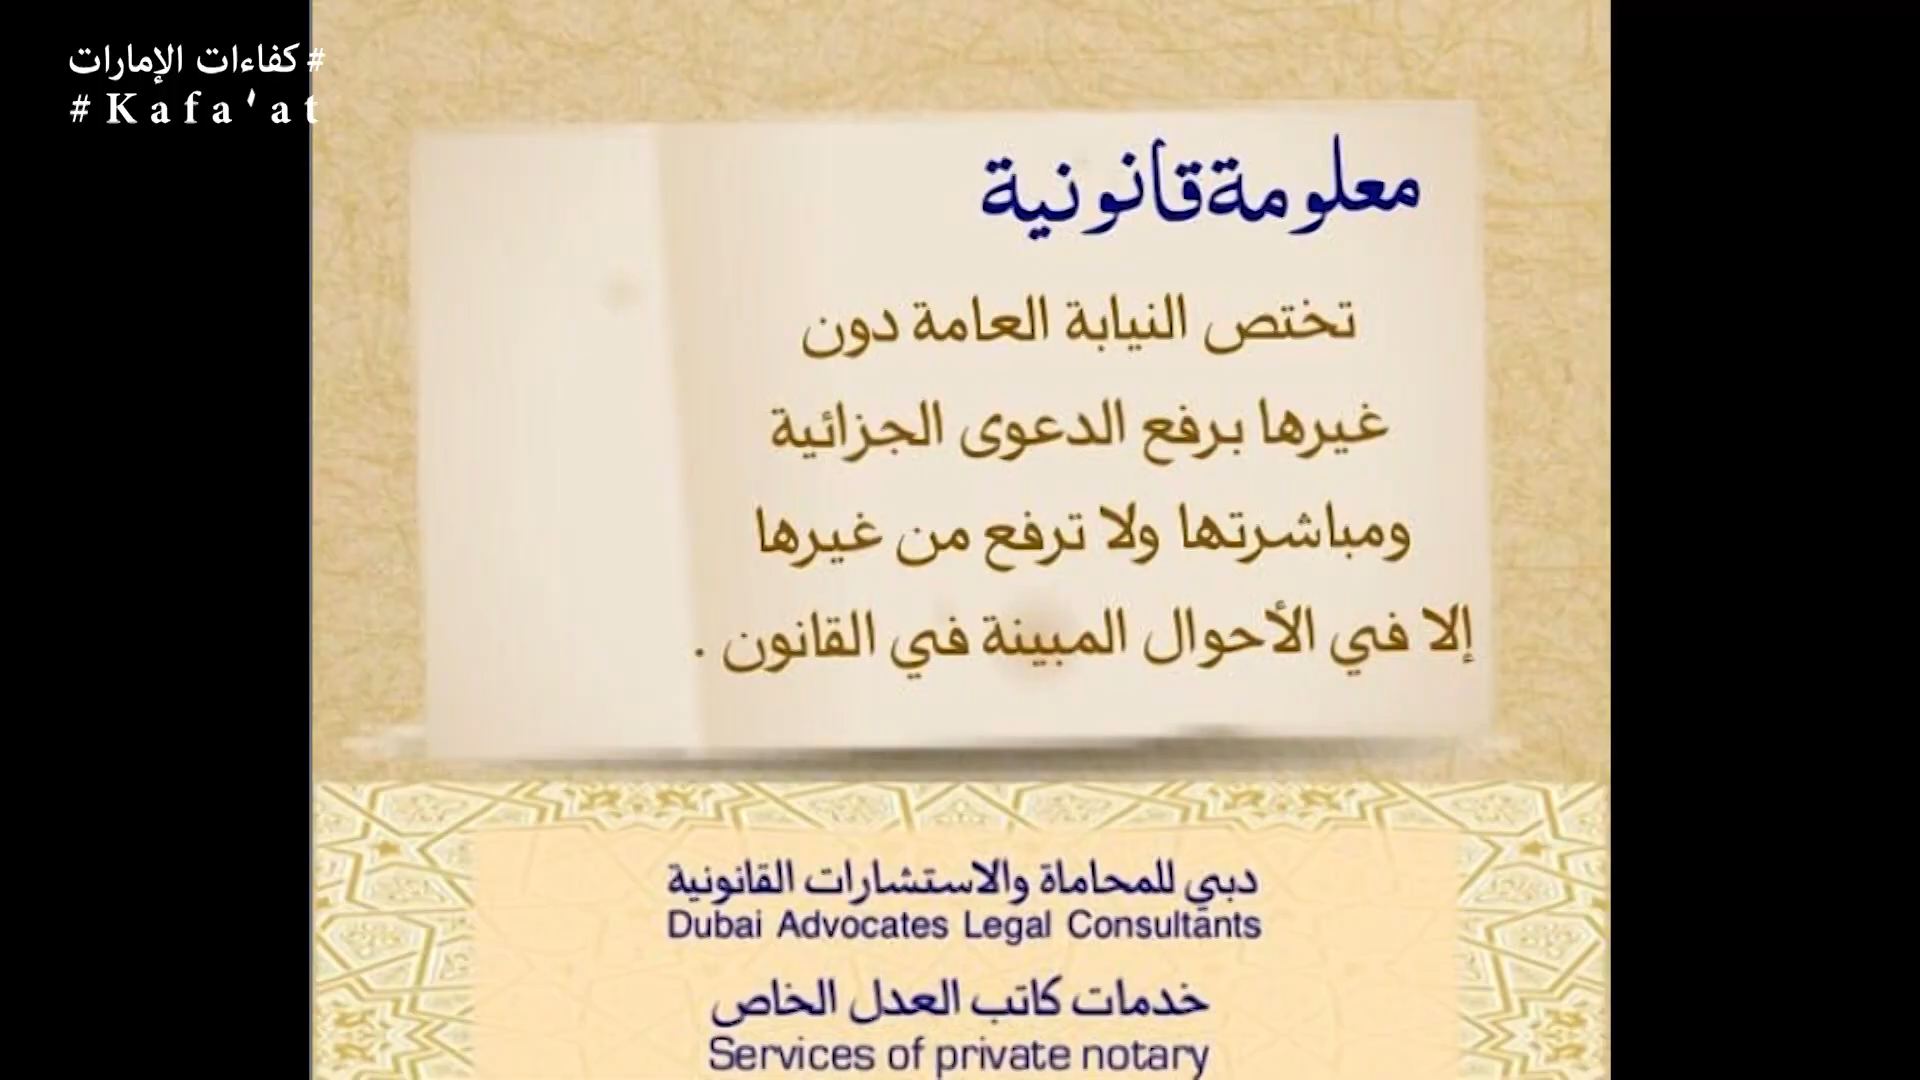 #كفاءات الإمارات
#Kafa'at
معلومة قانونية
تختص النيابة العامة دون
غيرها برفع الدعوى الجزائية
ومباشرتها ولا ترفع من غيرها
إلا في الأحوال المبينة في القانون .
دبي للمحاماة والاستشارات القانونية
Dubai Advocates Legal Consultants
خدمات كاتب العدل الخاص
Services of private notary